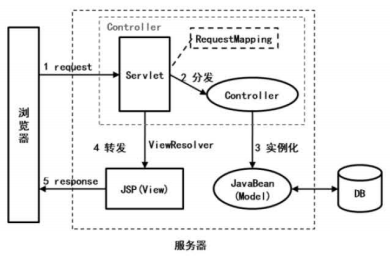 Controller
RequestMapping
1 request
Servlet
2 分发
Controller
浏览器
4 转发
ViewResolver
3 实例化
5 response
JSP(View)
JavaBean
(Model)
DB
服务器